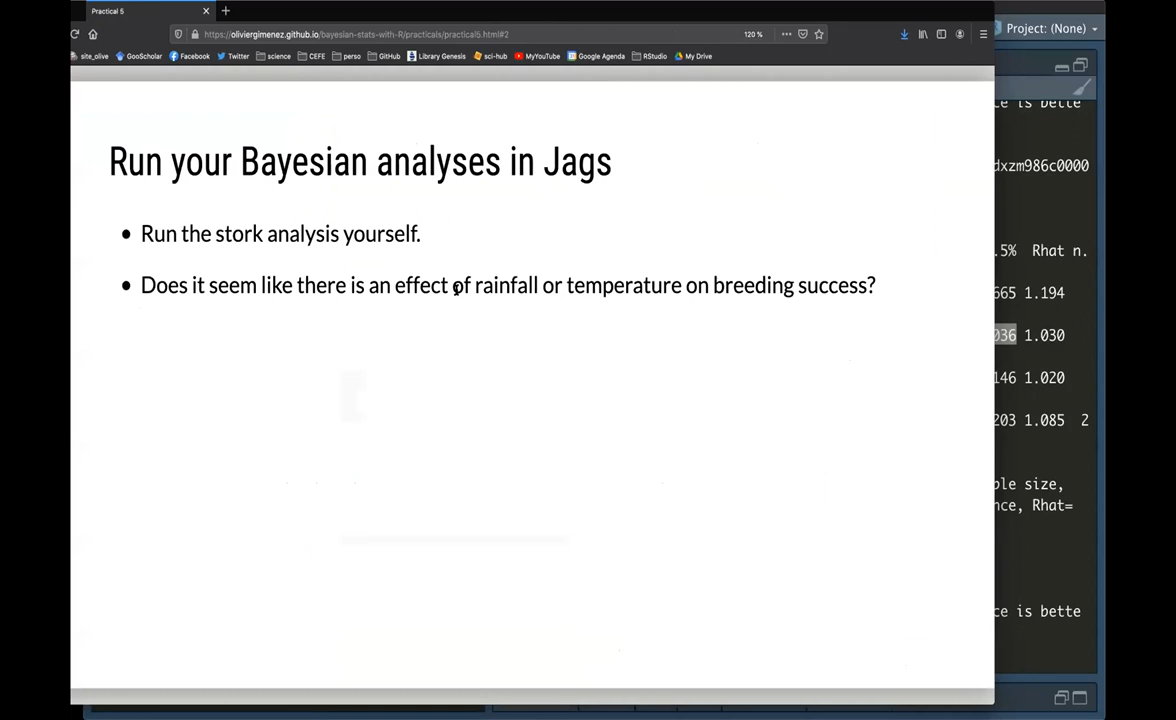 Practical 5
Project: (None)
https://oliviergimenez.github.io/bayesian-stats-with-R/practicals/practical5.html#2
120 %
site_olive GooScholar Facebook Twitter science CEFE perso GitHub Library Genesis sci-hub MyYouTube Google Agenda RStudio My Drive
ce is bette
Run your Bayesian analyses in Jags
dxzm986c0000
Run the stork analysis yourself.
.5% Rhat n.
Does it seem like there is an effect of rainfall or temperature on breeding success?
665 1.194
036 1.030
146 1.020
203 1.085 2
ple size,
nce, Rhat=
ce is bette